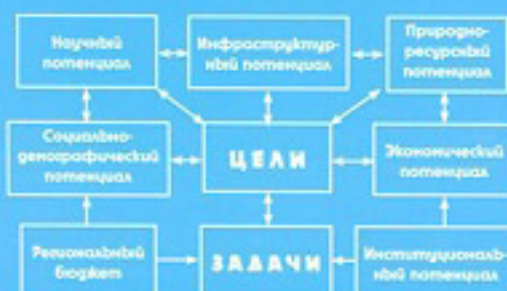 Научный
потенциал
Инфраструктур-
ный потенциал
Природно-
ресурсный
потенциал
Социально-
демографический
потенциал
ЦЕЛИ
Экономический
потенциал
Региональный
бюджет
ЗАДАЧИ
Институциональ-
ный потенциал